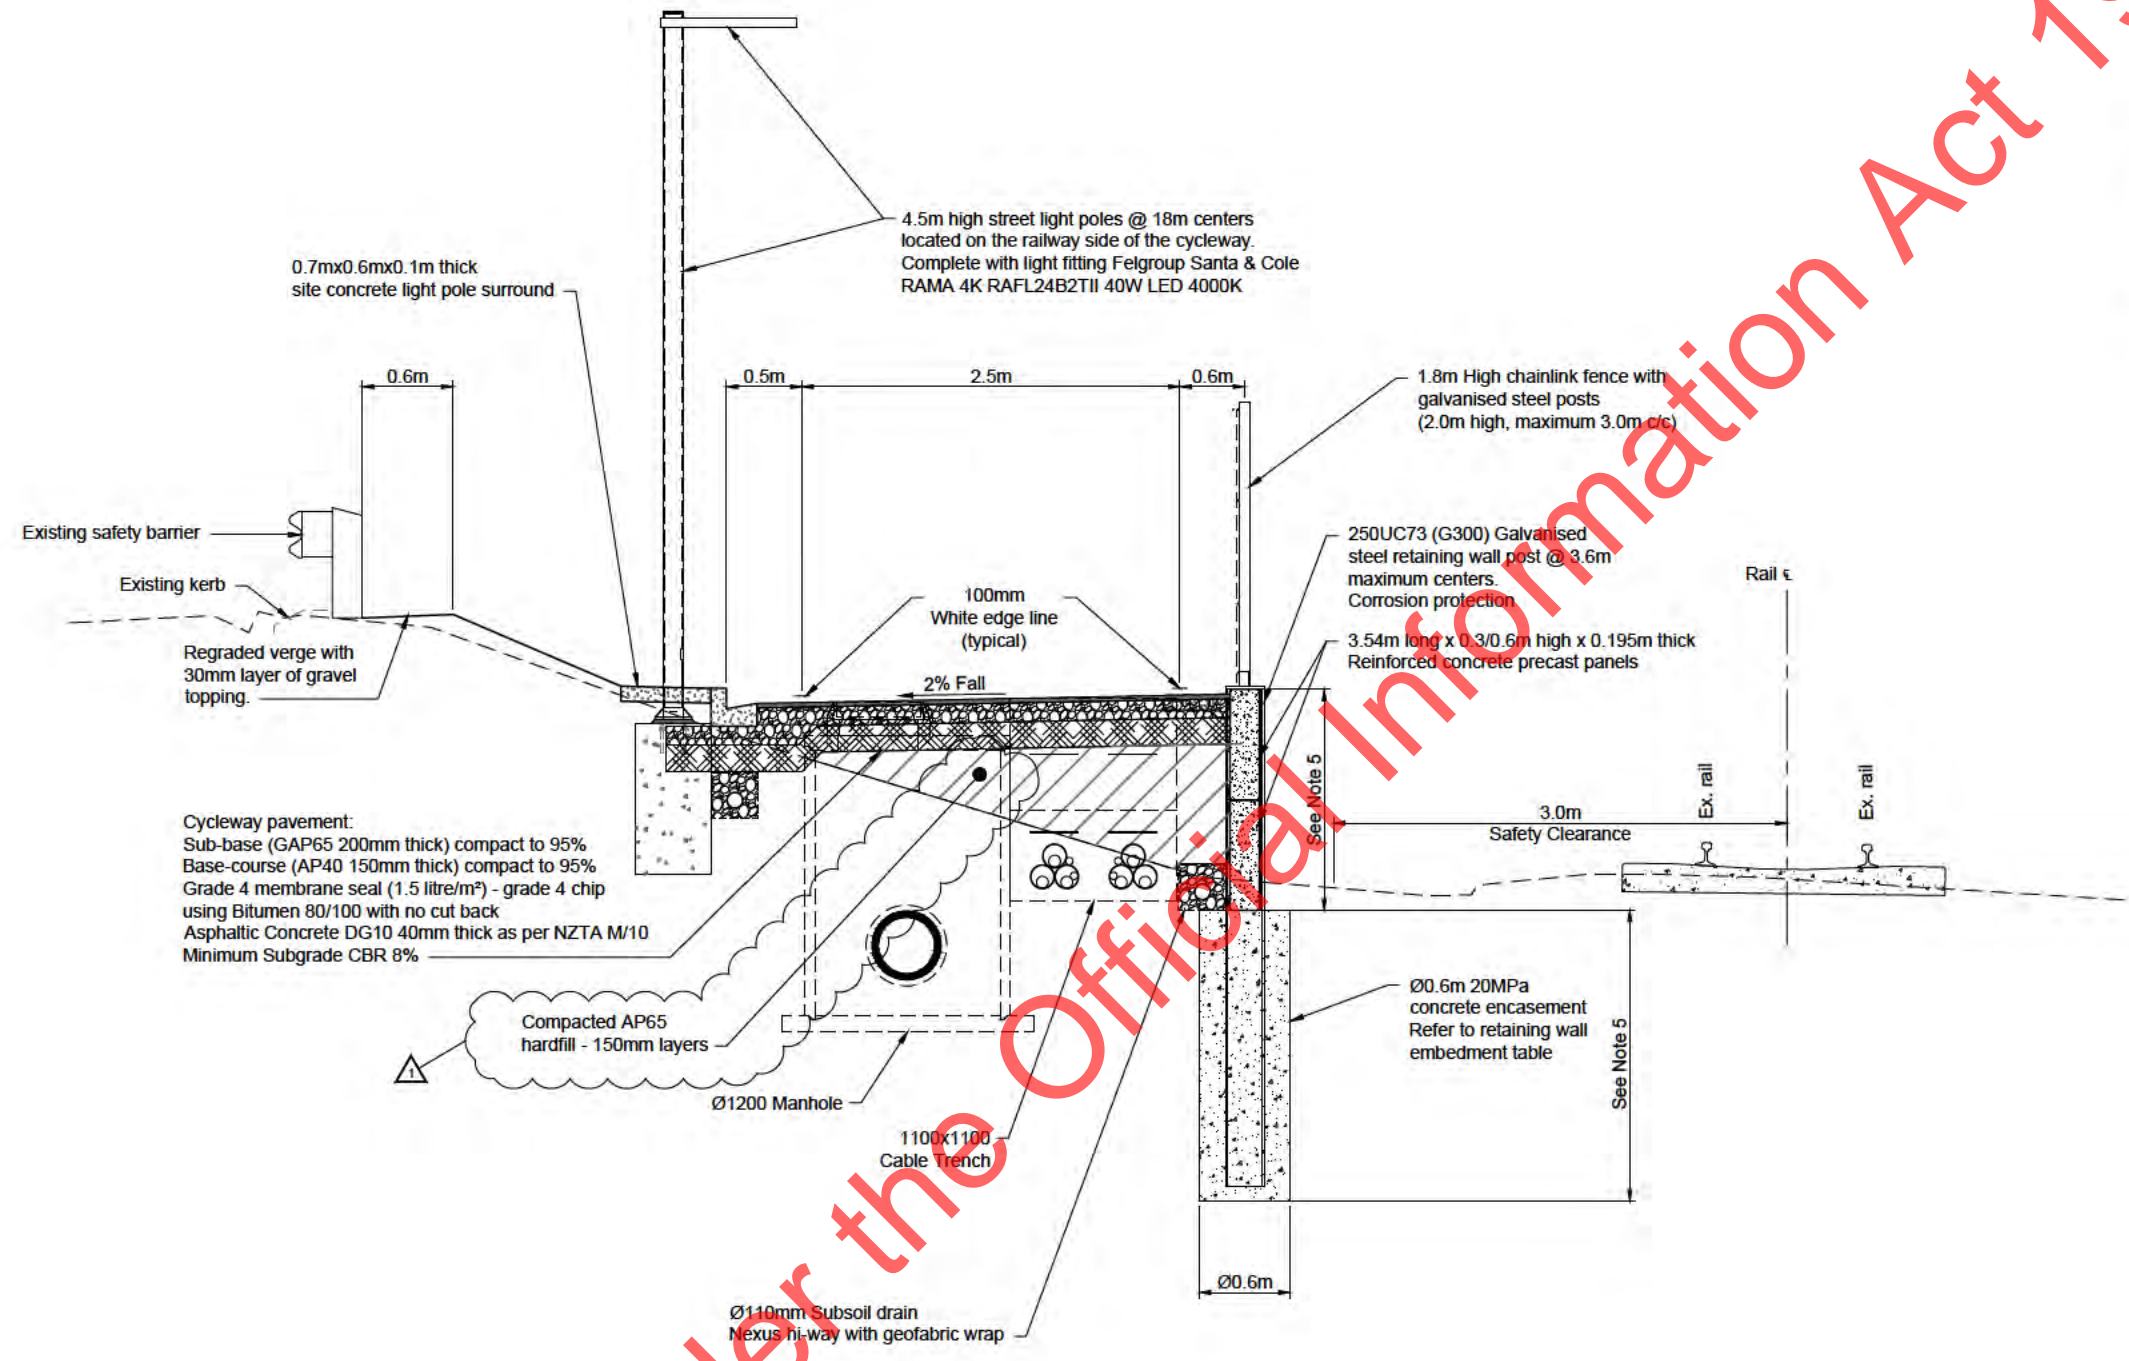 4.5m high street light poles @ 18m centers
located on the railway side of the cycleway.
Complete with light fitting Felgroup Santa & Cole
RAMA 4K RAFL24B2TII 40W LED 4000K
0.7mx0.6mx0.1m thick
site concrete light pole surround
0.6m
0.5m
2.5m
0.6m
1.8m High chainlink fence with
galvanised steel posts
(2.0m high, maximum 3.0m c/c)
Existing safety barrier
Existing kerb
Regraded verge with
30mm layer of gravel
topping.
100mm
White edge line
(typical)
2% Fall
250UC73 (G300) Galvanised
steel retaining wall post @ 3.6m
maximum centers.
Corrosion protection
3.54m long x 0.3/0.6m high x 0.195m thick
Reinforced concrete precast panels
Rail ℄
See Note 5
3.0m
Safety Clearance
Ex. rail
Ex. rail
Cycleway pavement:
Sub-base (GAP65 200mm thick) compact to 95%
Base-course (AP40 150mm thick) compact to 95%
Grade 4 membrane seal (1.5 litre/m²) - grade 4 chip
using Bitumen 80/100 with no cut back
Asphaltic Concrete DG10 40mm thick as per NZTA M/10
Minimum Subgrade CBR 8%
Compacted AP65
hardfill - 150mm layers
1
Ø1200 Manhole
1100x1100
Cable Trench
Ø0.6m 20MPa
concrete encasement
Refer to retaining wall
embedment table
See Note 5
Ø0.6m
Ø110mm Subsoil drain
Nexus hi-way with geofabric wrap
the Official Information Act